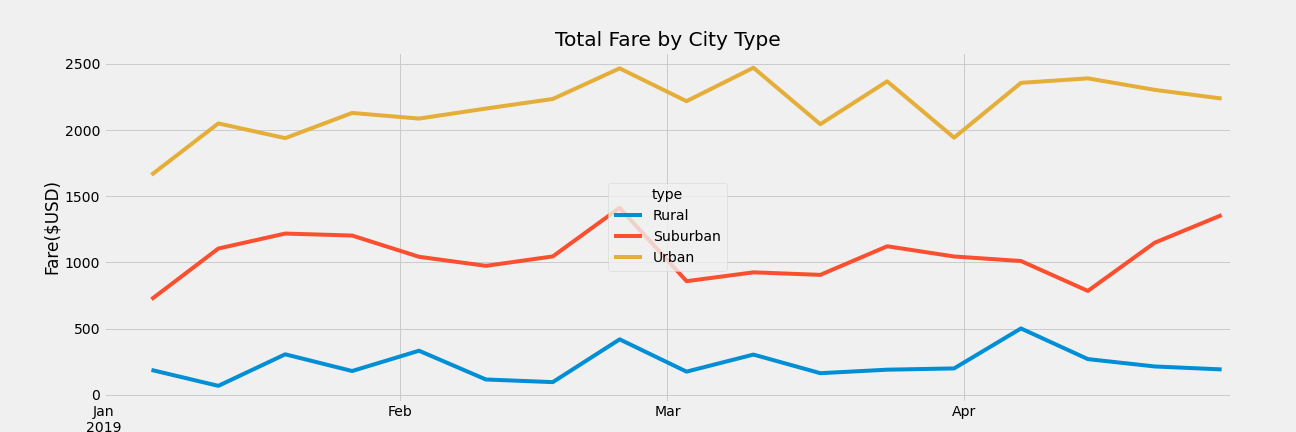 Total Fare by City Type
Fare($USD)
2500
2000
1500
1000
500
0
type
Rural
Suburban
Urban
Jan
2019
Feb
Mar
Apr